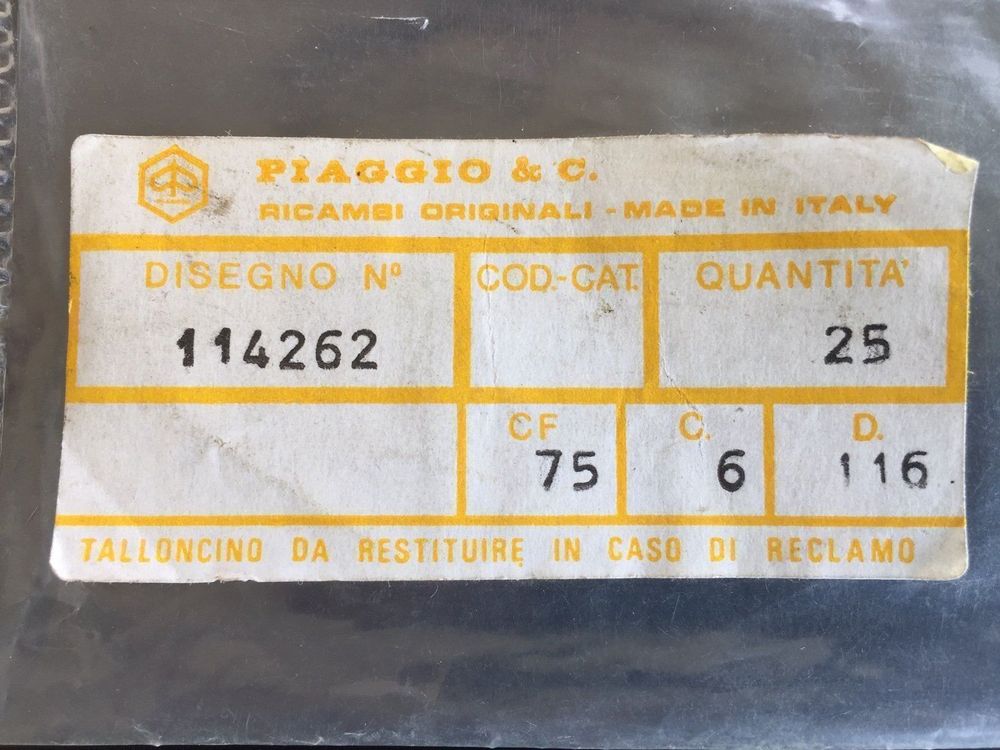 PIAGGIO & C.
RICAMBI ORIGINALI - MADE IN ITALY
DISEGNO Nº COD.-CAT. QUANTITA'
114262 25
CF C. D.
75 6 116
TALLONCINO DA RESTITUIRE IN CASO DI RECLAMO